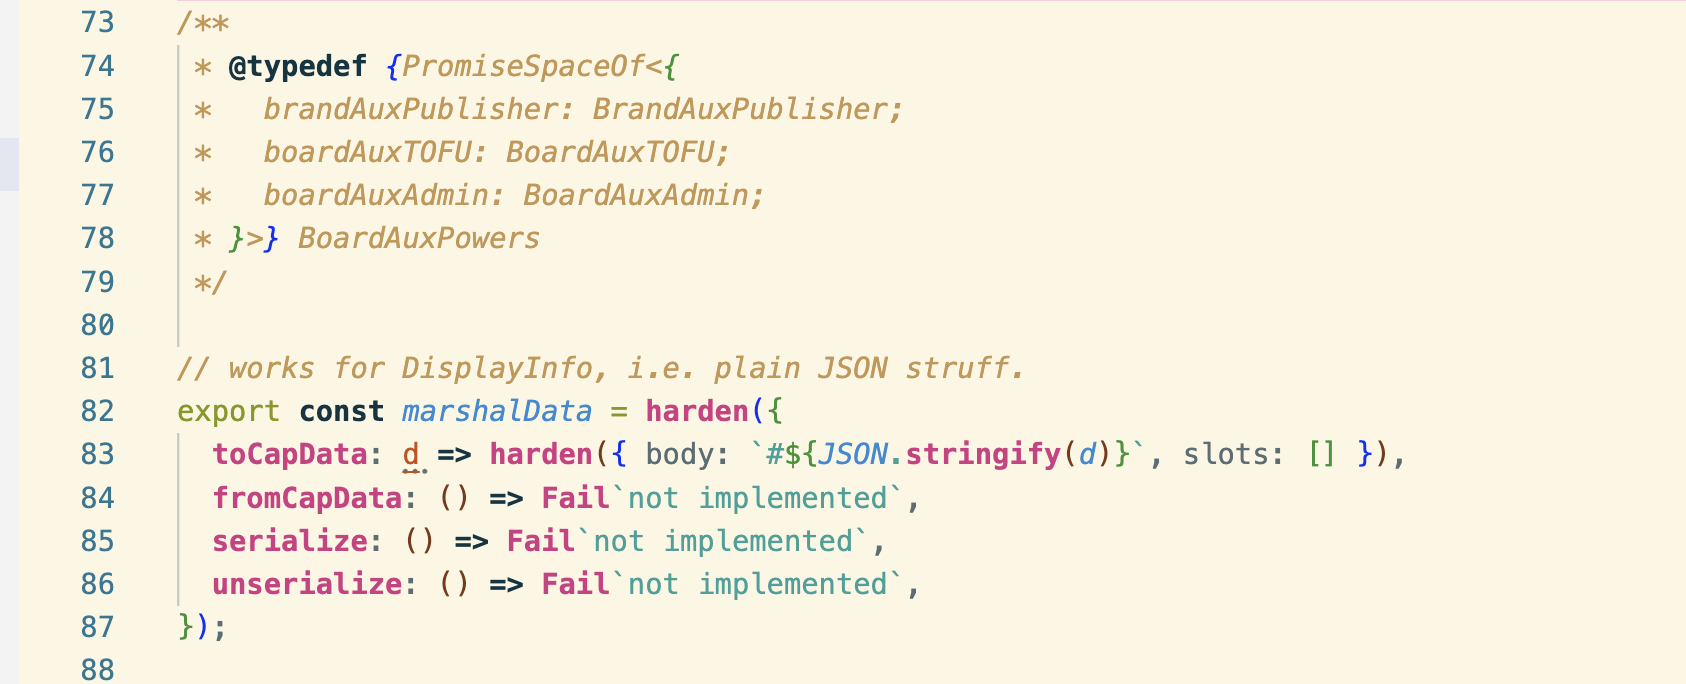 73 /**
74  * @typedef {PromiseSpaceOf<{
75  *   brandAuxPublisher: BrandAuxPublisher;
76  *   boardAuxTOFU: BoardAuxTOFU;
77  *   boardAuxAdmin: BoardAuxAdmin;
78  * }>} BoardAuxPowers
79  */
80
81 // works for DisplayInfo, i.e. plain JSON struff.
82 export const marshalData = harden({
83   toCapData: d => harden({ body: `#${JSON.stringify(d)}`, slots: [] }),
84   fromCapData: () => Fail`not implemented`,
85   serialize: () => Fail`not implemented`,
86   unserialize: () => Fail`not implemented`,
87 });
88